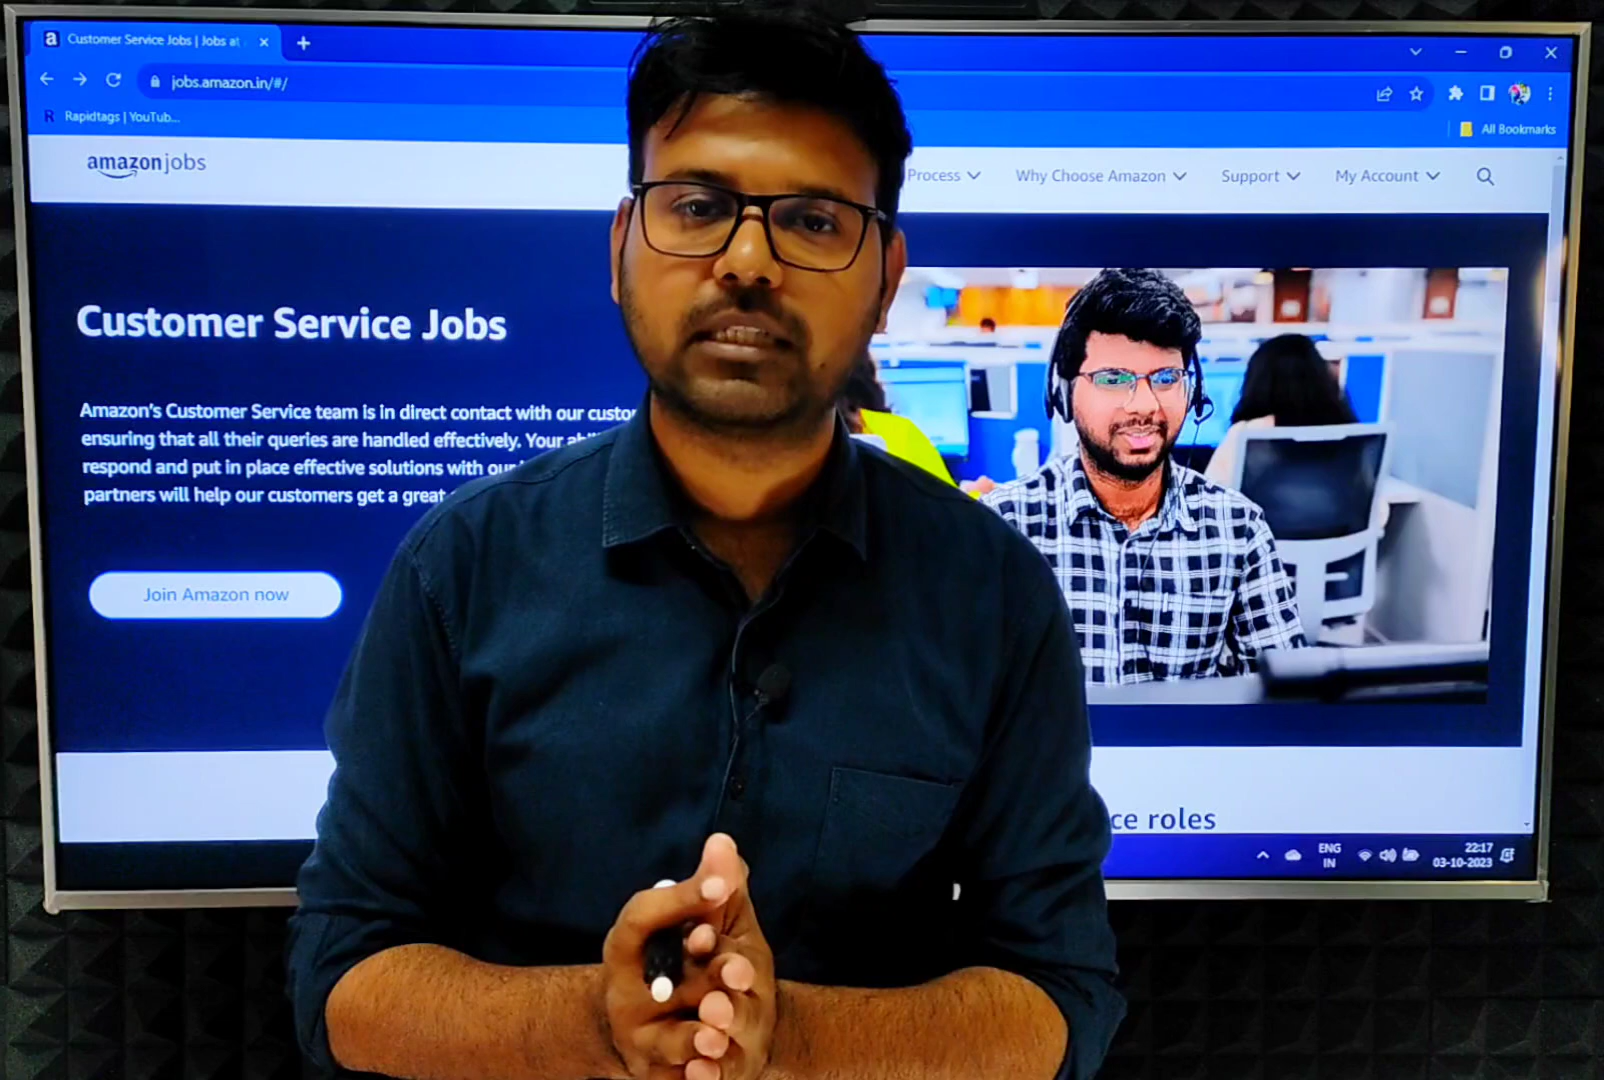 Customer Service Jobs | Jobs at
jobs.amazon.in/#/
Rapidtags | YouTub...
All Bookmarks
amazon jobs
Process
Why Choose Amazon
Support
My Account
Customer Service Jobs
Amazon's Customer Service team is in direct contact with our
ensuring that all their queries are handled effectively. Your
respond and put in place effective solutions with
partners will help our customers get a great
Join Amazon now
ce roles
ENG
IN
22:17
03-10-2023